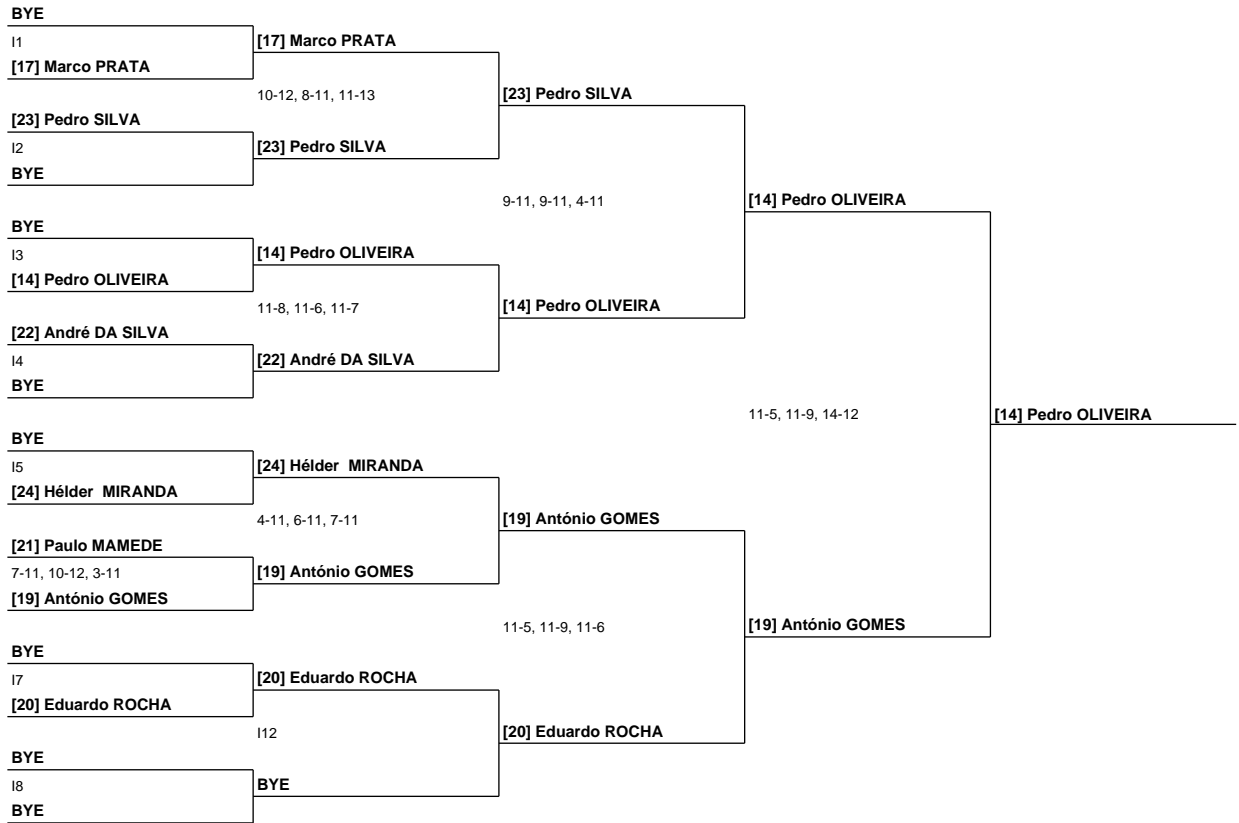 BYE
I1
[17] Marco PRATA
[17] Marco PRATA
10-12, 8-11, 11-13
[23] Pedro SILVA
[23] Pedro SILVA
I2
[23] Pedro SILVA
BYE
9-11, 9-11, 4-11
[14] Pedro OLIVEIRA
BYE
I3
[14] Pedro OLIVEIRA
[14] Pedro OLIVEIRA
11-8, 11-6, 11-7
[14] Pedro OLIVEIRA
[22] André DA SILVA
I4
[22] André DA SILVA
BYE
11-5, 11-9, 14-12
[14] Pedro OLIVEIRA
BYE
I5
[24] Hélder  MIRANDA
[24] Hélder  MIRANDA
4-11, 6-11, 7-11
[19] António GOMES
[21] Paulo MAMEDE
7-11, 10-12, 3-11
[19] António GOMES
[19] António GOMES
11-5, 11-9, 11-6
[19] António GOMES
BYE
I7
[20] Eduardo ROCHA
[20] Eduardo ROCHA
I12
[20] Eduardo ROCHA
BYE
I8
BYE
BYE